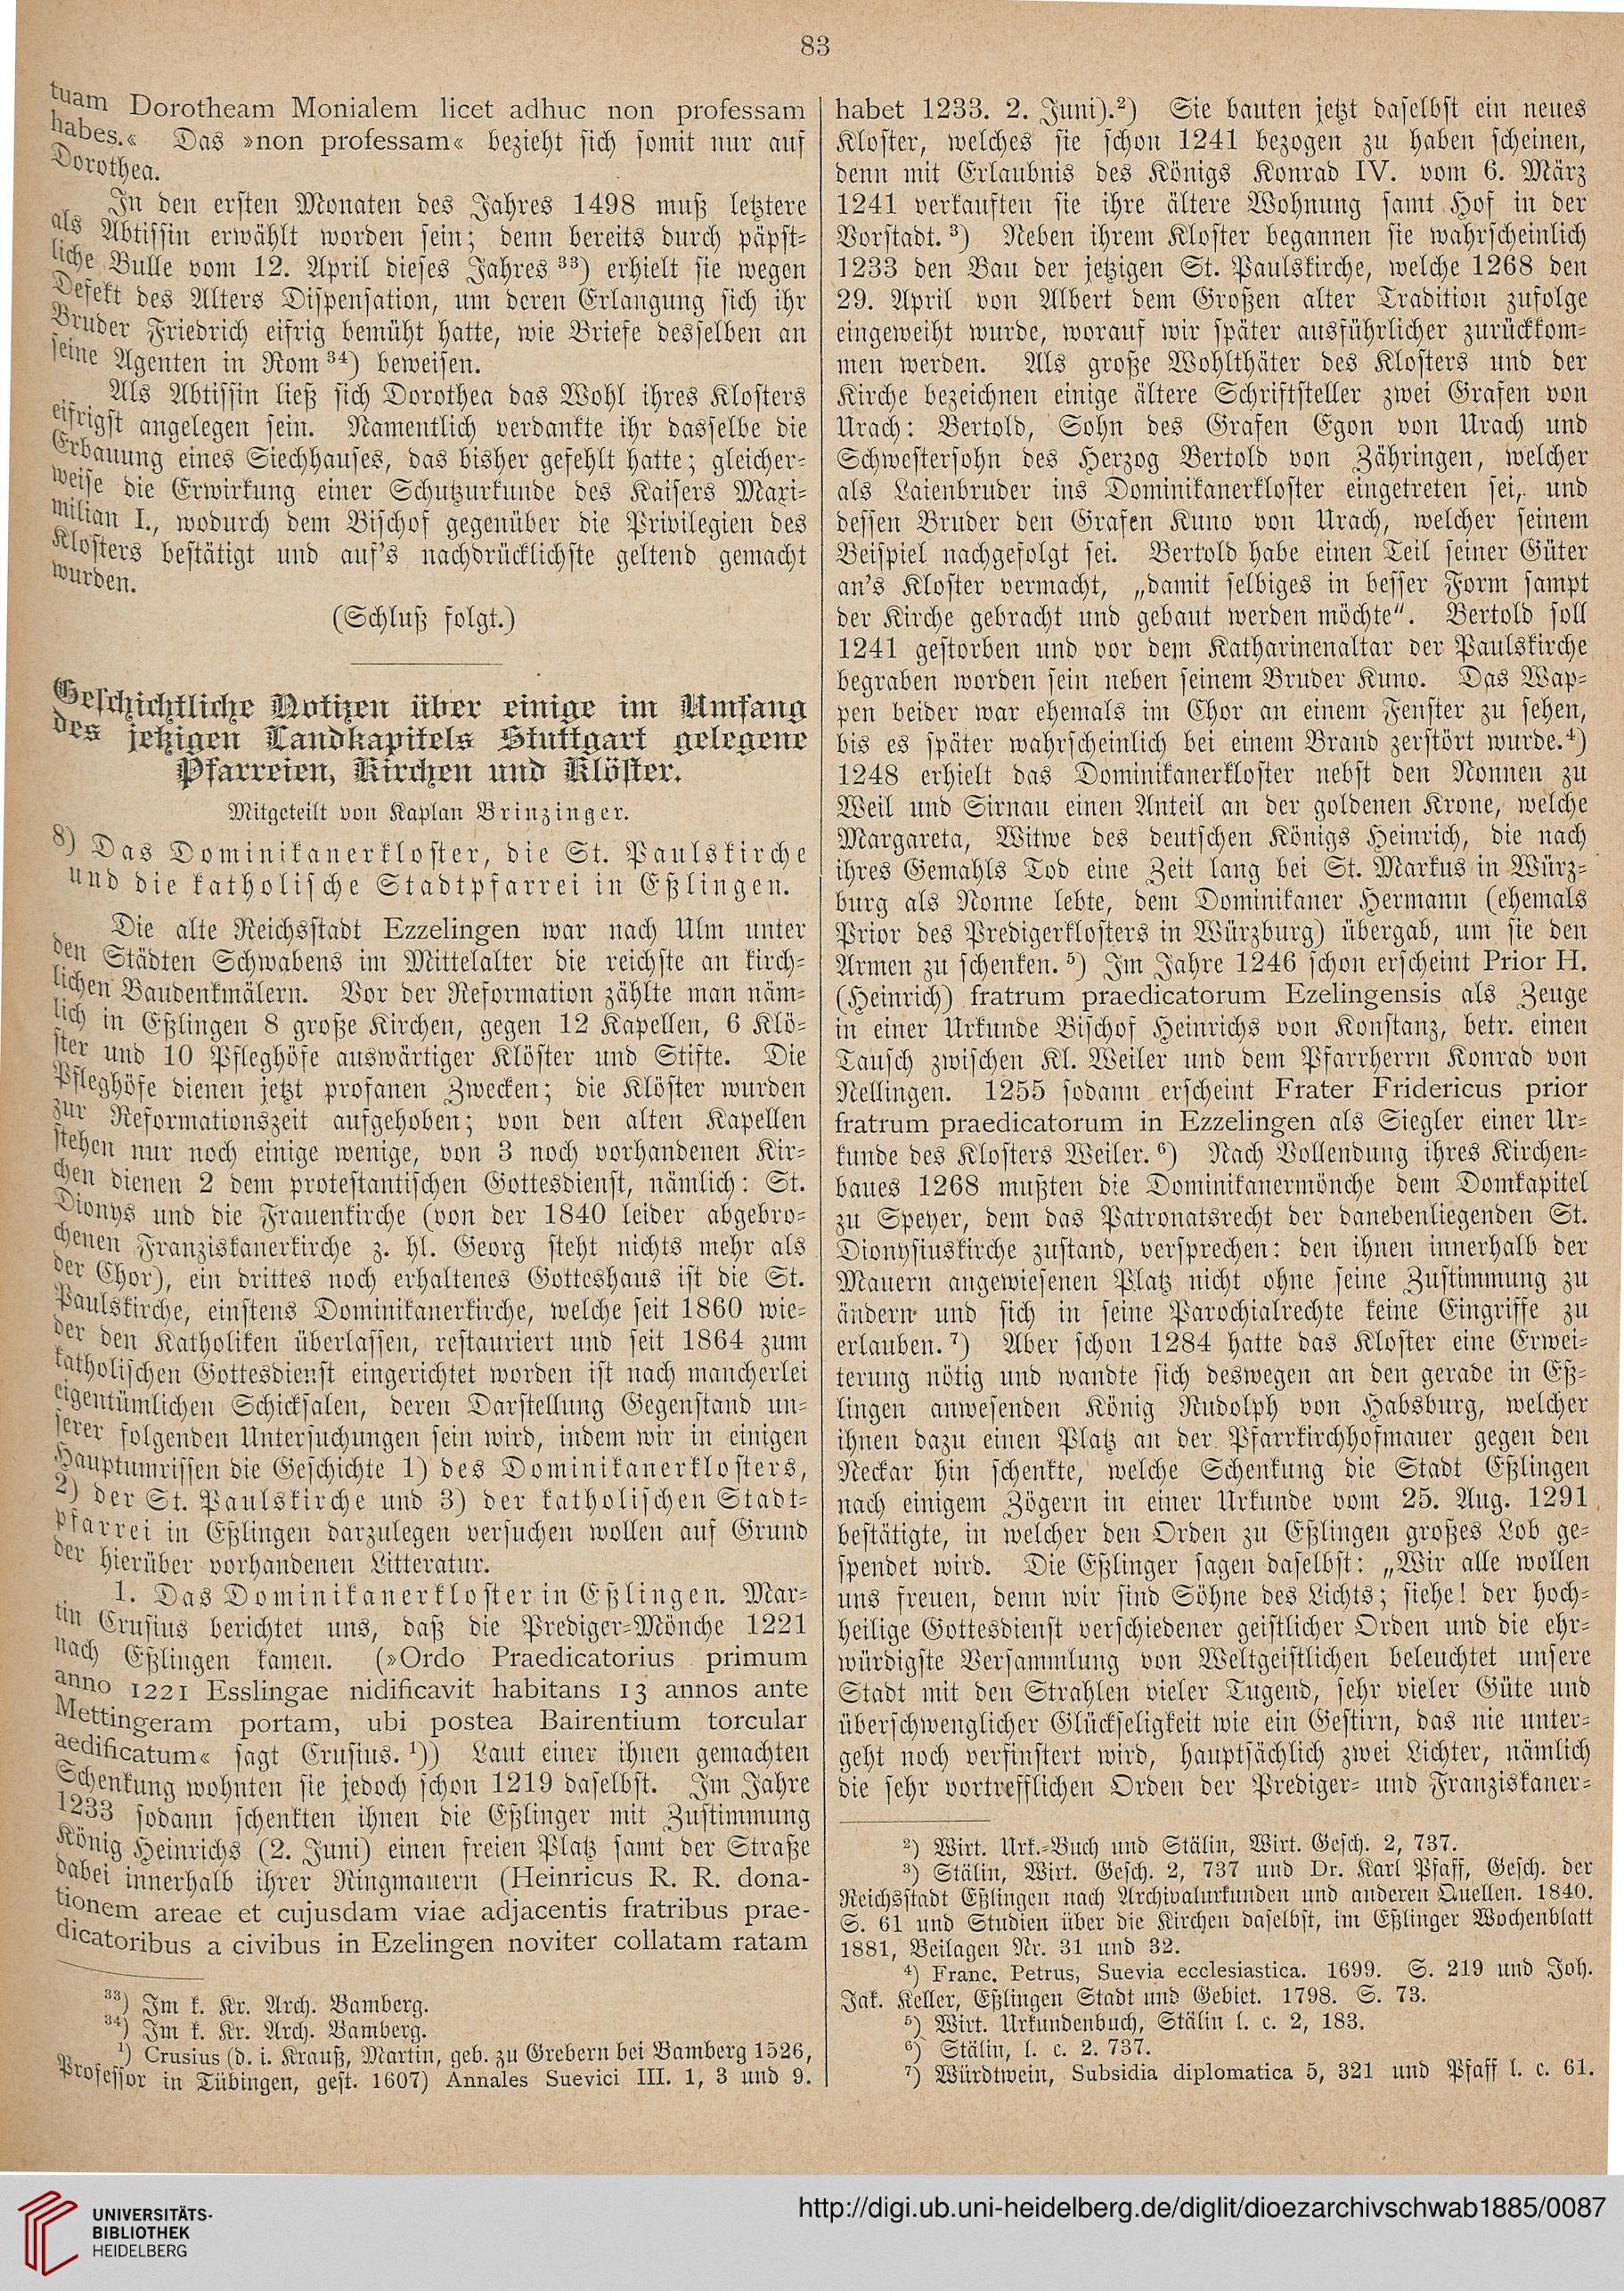 83
tuam Dorotheam Monialem licet adhuc non professam
habes.« Das »non professam« bezieht sich somit nur auf
Dorothea.
In den ersten Monaten des Jahres 1498 muß letztere
als Abtissin erwählt worden sein; denn bereits durch päpst-
liche Bulle vom 12. April dieses Jahres ³³) erhielt sie wegen
Defekt des Alters Dispensation, um deren Erlangung sich ihr
Bruder Friedrich eifrig bemüht hatte, wie Briefe desselben an
seine Agenten in Rom ³⁴) beweisen.
Als Abtissin ließ sich Dorothea das Wohl ihres Klosters
eifrigst angelegen sein. Namentlich verdankte ihr dasselbe die
Erbauung eines Siechhauses, das bisher gefehlt hatte; gleicher-
weise die Erwirkung einer Schutzurkunde des Kaisers Maxi-
milian I., wodurch dem Bischof gegenüber die Privilegien des
Klosters bestätigt und auf's nachdrücklichste geltend gemacht
wurden.
(Schluß folgt.)
Geschichtliche Notizen über einige im Umfang
des jetzigen Landkapitels Stuttgart gelegene
Pfarreien, Kirchen und Klöster.
Mitgeteilt von Kaplan Brinzinger.
8) Das Dominikanerkloster, die St. Paulskirche
und die katholische Stadtpfarrei in Eßlingen.
Die alte Reichsstadt Ezzelingen war nach Ulm unter
den Städten Schwabens im Mittelalter die reichste an kirch-
lichen Baudenkmälern. Vor der Reformation zählte man näm-
lich in Eßlingen 8 große Kirchen, gegen 12 Kapellen, 6 Klö-
ster und 10 Pfleghöfe auswärtiger Klöster und Stifte. Die
Pfleghöfe dienen jetzt profanen Zwecken; die Klöster wurden
zur Reformationszeit aufgehoben; von den alten Kapellen
stehen nur noch einige wenige, von 3 noch vorhandenen Kir-
chen dienen 2 dem protestantischen Gottesdienst, nämlich: St.
Dionys und die Frauenkirche (von der 1840 leider abgebro-
chenen Franziskanerkirche z. hl. Georg steht nichts mehr als
der Chor), ein drittes noch erhaltenes Gotteshaus ist die St.
Paulskirche, einstens Dominikanerkirche, welche seit 1860 wie-
der den Katholiken überlassen, restauriert und seit 1864 zum
katholischen Gottesdienst eingerichtet worden ist nach mancherlei
eigentümlichen Schicksalen, deren Darstellung Gegenstand un-
serer folgenden Untersuchungen sein wird, indem wir in einigen
Hauptumrissen die Geschichte 1) des Dominikanerklosters,
2) der St. Paulskirche und 3) der katholischen Stadt-
pfarrei in Eßlingen darzulegen versuchen wollen auf Grund
der hierüber vorhandenen Litteratur.
1. Das Dominikanerkloster in Eßlingen. Mar-
tin Crusius berichtet uns, daß die Prediger-Mönche 1221
nach Eßlingen kamen. (»Ordo Praedicatorius primum
anno 1221 Esslingae nidificavit habitans 13 annos ante
Mettingeram portam, ubi postea Bairentium torcular
aedificatum« sagt Crusius. ¹)) Laut einer ihnen gemachten
Schenkung wohnten sie jedoch schon 1219 daselbst. Im Jahre
1233 sodann schenkten ihnen die Eßlinger mit Zustimmung
König Heinrichs (2. Juni) einen freien Platz samt der Straße
dabei innerhalb ihrer Ringmauern (Heinricus R. R. dona-
tionem areae et cujusdam viae adjacentis fratribus prae-
dicatoribus a civibus in Ezelingen noviter collatam ratam
³³) Im k. Kr. Arch. Bamberg.
³⁴) Im k. Kr. Arch. Bamberg.
¹) Crusius (d. i. Krauß, Martin, geb. zu Grebern bei Bamberg 1526,
Professor in Tübingen, gest. 1607) Annales Suevici III. 1, 3 und 9.
habet 1233. 2. Juni).²) Sie bauten jetzt daselbst ein neues
Kloster, welches sie schon 1241 bezogen zu haben scheinen,
denn mit Erlaubnis des Königs Konrad IV. vom 6. März
1241 verkauften sie ihre ältere Wohnung samt Hof in der
Vorstadt. ³) Neben ihrem Kloster begannen sie wahrscheinlich
1233 den Bau der jetzigen St. Paulskirche, welche 1268 den
29. April von Albert dem Großen alter Tradition zufolge
eingeweiht wurde, worauf wir später ausführlicher zurückkom-
men werden. Als große Wohlthäter des Klosters und der
Kirche bezeichnen einige ältere Schriftsteller zwei Grafen von
Urach: Bertold, Sohn des Grafen Egon von Urach und
Schwestersohn des Herzog Bertold von Zähringen, welcher
als Laienbruder ins Dominikanerkloster eingetreten sei, und
dessen Bruder den Grafen Kuno von Urach, welcher seinem
Beispiel nachgefolgt sei. Bertold habe einen Teil seiner Güter
an's Kloster vermacht, „damit selbiges in besser Form sampt
der Kirche gebracht und gebaut werden möchte". Bertold soll
1241 gestorben und vor dem Katharinenaltar der Paulskirche
begraben worden sein neben seinem Bruder Kuno. Das Wap-
pen beider war ehemals im Chor an einem Fenster zu sehen,
bis es später wahrscheinlich bei einem Brand zerstört wurde.⁴)
1248 erhielt das Dominikanerkloster nebst den Nonnen zu
Weil und Sirnau einen Anteil an der goldenen Krone, welche
Margareta, Witwe des deutschen Königs Heinrich, die nach
ihres Gemahls Tod eine Zeit lang bei St. Markus in Würz-
burg als Nonne lebte, dem Dominikaner Hermann (ehemals
Prior des Predigerklosters in Würzburg) übergab, um sie den
Armen zu schenken. ⁵) Im Jahre 1246 schon erscheint Prior H.
(Heinrich) fratrum praedicatorum Ezelingensis als Zeuge
in einer Urkunde Bischof Heinrichs von Konstanz, betr. einen
Tausch zwischen Kl. Weiler und dem Pfarrherrn Konrad von
Nellingen. 1255 sodann erscheint Frater Fridericus prior
fratrum praedicatorum in Ezzelingen als Siegler einer Ur-
kunde des Klosters Weiler. ⁶) Nach Vollendung ihres Kirchen-
baues 1268 mußten die Dominikanermönche dem Domkapitel
zu Speyer, dem das Patronatsrecht der danebenliegenden St.
Dionysiuskirche zustand, versprechen: den ihnen innerhalb der
Mauern angewiesenen Platz nicht ohne seine Zustimmung zu
ändern und sich in seine Parochialrechte keine Eingriffe zu
erlauben. ⁷) Aber schon 1284 hatte das Kloster eine Erwei-
terung nötig und wandte sich deswegen an den gerade in Eß-
lingen anwesenden König Rudolph von Habsburg, welcher
ihnen dazu einen Platz an der Pfarrkirchhofmauer gegen den
Neckar hin schenkte, welche Schenkung die Stadt Eßlingen
nach einigem Zögern in einer Urkunde vom 25. Aug. 1291
bestätigte, in welcher den Orden zu Eßlingen großes Lob ge-
spendet wird. Die Eßlinger sagen daselbst: „Wir alle wollen
uns freuen, denn wir sind Söhne des Lichts; siehe! der hoch-
heilige Gottesdienst verschiedener geistlicher Orden und die ehr-
würdigste Versammlung von Weltgeistlichen beleuchtet unsere
Stadt mit den Strahlen vieler Tugend, sehr vieler Güte und
überschwenglicher Glückseligkeit wie ein Gestirn, das nie unter-
geht noch verfinstert wird, hauptsächlich zwei Lichter, nämlich
die sehr vortrefflichen Orden der Prediger- und Franziskaner-
²) Wirt. Urk.-Buch und Stälin, Wirt. Gesch. 2, 737.
³) Stälin, Wirt. Gesch. 2, 737 und Dr. Karl Pfaff, Gesch. der
Reichsstadt Eßlingen nach Archivalurkunden und anderen Quellen. 1840.
S. 61 und Studien über die Kirchen daselbst, im Eßlinger Wochenblatt
1881, Beilagen Nr. 31 und 32.
⁴) Franc. Petrus, Suevia ecclesiastica. 1699. S. 219 und Joh.
Jak. Keller, Eßlingen Stadt und Gebiet. 1798. S. 73.
⁵) Wirt. Urkundenbuch, Stälin l. c. 2, 183.
⁶) Stälin, l. c. 2. 737.
⁷) Würdtwein, Subsidia diplomatica 5, 321 und Pfaff l. c. 61.
UNIVERSITÄTS-
BIBLIOTHEK
HEIDELBERG
http://digi.ub.uni-heidelberg.de/diglit/dioezarchivschwab1885/0087